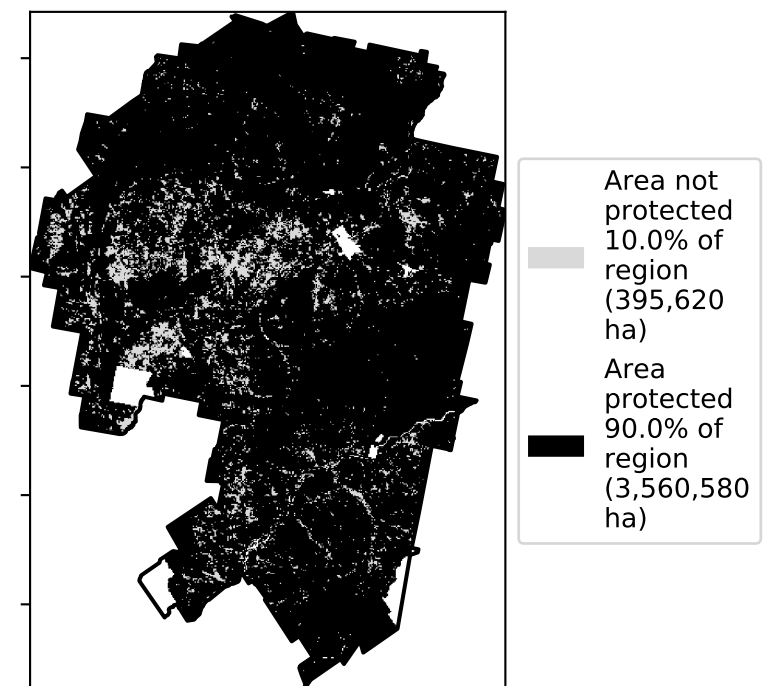 Area not
protected
10.0% of
region
(395,620
ha)
Area
protected
90.0% of
region
(3,560,580
ha)